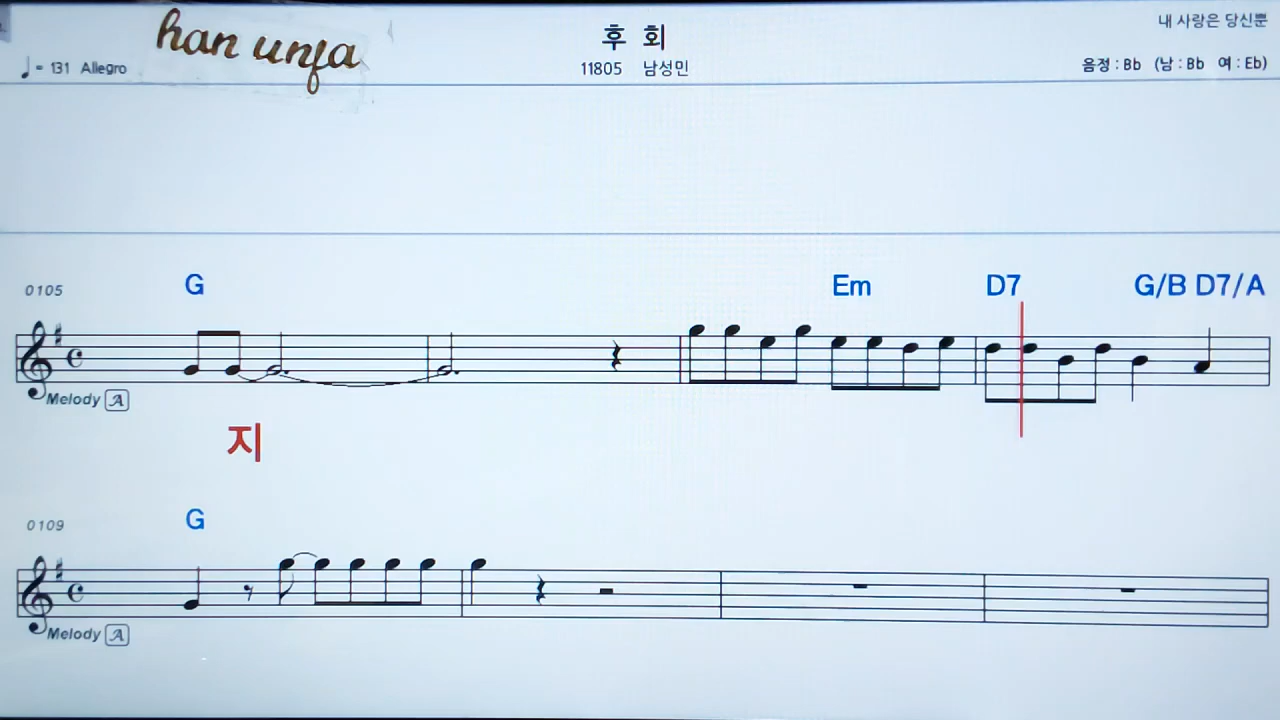 han unja
후 회
내 사랑은 당신뿐
♩= 131 Allegro
11805 남성민
음정 : Bb (남 : Bb 여 : Eb)
G Em D7 G/B D7/A
0105
Melody A
지
G
0109
Melody A